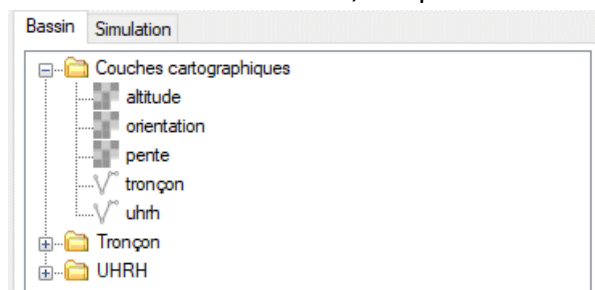 Bassin Simulation
Couches cartographiques
altitude
orientation
pente
tronçon
uhrh
Tronçon
UHRH